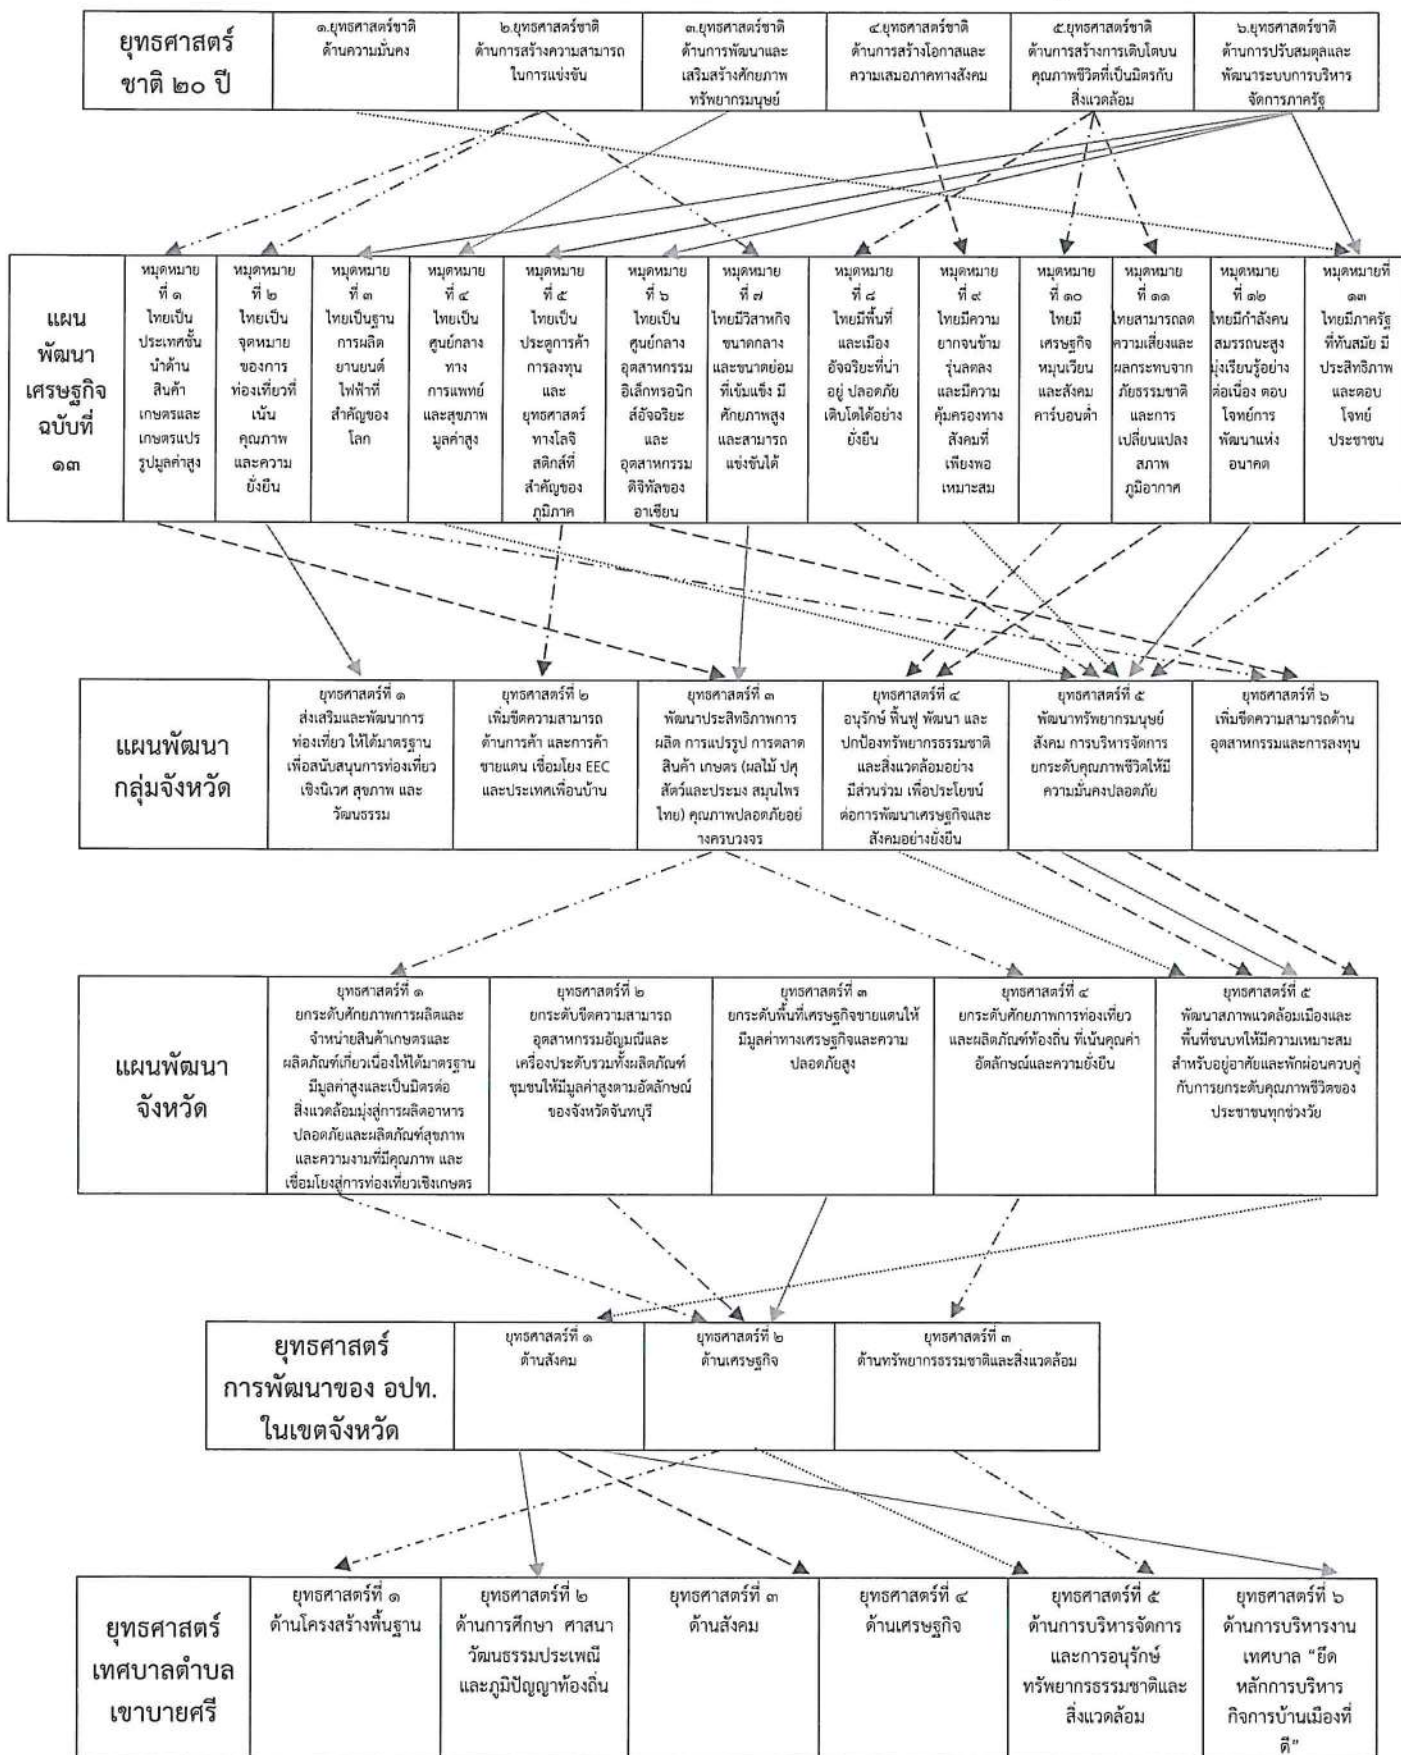 ยุทธศาสตร์
ชาติ ๒๐ ปี
๑.ยุทธศาสตร์ชาติ
ด้านความมั่นคง
๒.ยุทธศาสตร์ชาติ
ด้านการสร้างความสามารถ
ในการแข่งขัน
๓.ยุทธศาสตร์ชาติ
ด้านการพัฒนาและ
เสริมสร้างศักยภาพ
ทรัพยากรมนุษย์
๔.ยุทธศาสตร์ชาติ
ด้านการสร้างโอกาสและ
ความเสมอภาคทางสังคม
๕.ยุทธศาสตร์ชาติ
ด้านการสร้างการเติบโตบน
คุณภาพชีวิตที่เป็นมิตรกับ
สิ่งแวดล้อม
๖.ยุทธศาสตร์ชาติ
ด้านการปรับสมดุลและ
พัฒนาระบบการบริหาร
จัดการภาครัฐ
แผน
พัฒนา
เศรษฐกิจ
ฉบับที่
๑๓
หมุดหมาย
ที่ ๑
ไทยเป็น
ประเทศชั้น
นำด้าน
สินค้า
เกษตรและ
เกษตรแปร
รูปมูลค่าสูง
หมุดหมาย
ที่ ๒
ไทยเป็น
จุดหมาย
ของการ
ท่องเที่ยวที่
เน้น
คุณภาพ
และความ
ยั่งยืน
หมุดหมาย
ที่ ๓
ไทยเป็นฐาน
การผลิต
ยานยนต์
ไฟฟ้าที่
สำคัญของ
โลก
หมุดหมาย
ที่ ๔
ไทยเป็น
ศูนย์กลาง
ทาง
การแพทย์
และสุขภาพ
มูลค่าสูง
หมุดหมาย
ที่ ๕
ไทยเป็น
ประตูการค้า
การลงทุน
และ
ยุทธศาสตร์
ทางโลจิ
สติกส์ที่
สำคัญของ
ภูมิภาค
หมุดหมาย
ที่ ๖
ไทยเป็น
ศูนย์กลาง
อุตสาหกรรม
อิเล็กทรอนิก
ส์อัจฉริยะ
และ
อุตสาหกรรม
ดิจิทัลของ
อาเซียน
หมุดหมาย
ที่ ๗
ไทยมีวิสาหกิจ
ขนาดกลาง
และขนาดย่อม
ที่เข้มแข็ง มี
ศักยภาพสูง
และสามารถ
แข่งขันได้
หมุดหมาย
ที่ ๘
ไทยมีพื้นที่
และเมือง
อัจฉริยะที่น่า
อยู่ ปลอดภัย
เติบโตได้อย่าง
ยั่งยืน
หมุดหมาย
ที่ ๙
ไทยมีความ
ยากจนข้าม
รุ่นลดลง
และมีความ
คุ้มครองทาง
สังคมที่
เพียงพอ
เหมาะสม
หมุดหมาย
ที่ ๑๐
ไทยมี
เศรษฐกิจ
หมุนเวียน
และสังคม
คาร์บอนต่ำ
หมุดหมาย
ที่ ๑๑
ไทยสามารถลด
ความเสี่ยงและ
ผลกระทบจาก
ภัยธรรมชาติ
และการ
เปลี่ยนแปลง
สภาพ
ภูมิอากาศ
หมุดหมาย
ที่ ๑๒
ไทยมีกำลังคน
สมรรถนะสูง
มุ่งเรียนรู้อย่าง
ต่อเนื่อง ตอบ
โจทย์การ
พัฒนาแห่ง
อนาคต
หมุดหมายที่
๑๓
ไทยมีภาครัฐ
ที่ทันสมัย มี
ประสิทธิภาพ
และตอบ
โจทย์
ประชาชน
แผนพัฒนา
กลุ่มจังหวัด
ยุทธศาสตร์ที่ ๑
ส่งเสริมและพัฒนาการ
ท่องเที่ยว ให้ได้มาตรฐาน
เพื่อสนับสนุนการท่องเที่ยว
เชิงนิเวศ สุขภาพ และ
วัฒนธรรม
ยุทธศาสตร์ที่ ๒
เพิ่มขีดความสามารถ
ด้านการค้า และการค้า
ชายแดน เชื่อมโยง EEC
และประเทศเพื่อนบ้าน
ยุทธศาสตร์ที่ ๓
พัฒนาประสิทธิภาพการ
ผลิต การแปรรูป การตลาด
สินค้า เกษตร (ผลไม้ ปศุ
สัตว์และประมง สมุนไพร
ไทย) คุณภาพปลอดภัยอย่
างครบวงจร
ยุทธศาสตร์ที่ ๔
อนุรักษ์ ฟื้นฟู พัฒนา และ
ปกป้องทรัพยากรธรรมชาติ
และสิ่งแวดล้อมอย่าง
มีส่วนร่วม เพื่อประโยชน์
ต่อการพัฒนาเศรษฐกิจและ
สังคมอย่างยั่งยืน
ยุทธศาสตร์ที่ ๕
พัฒนาทรัพยากรมนุษย์
สังคม การบริหารจัดการ
ยกระดับคุณภาพชีวิตให้มี
ความมั่นคงปลอดภัย
ยุทธศาสตร์ที่ ๖
เพิ่มขีดความสามารถด้าน
อุตสาหกรรมและการลงทุน
แผนพัฒนา
จังหวัด
ยุทธศาสตร์ที่ ๑
ยกระดับศักยภาพการผลิตและ
จำหน่ายสินค้าเกษตรและ
ผลิตภัณฑ์เกี่ยวเนื่องให้ได้มาตรฐาน
มีมูลค่าสูงและเป็นมิตรต่อ
สิ่งแวดล้อมมุ่งสู่การผลิตอาหาร
ปลอดภัยและผลิตภัณฑ์สุขภาพ
และความงามที่มีคุณภาพ และ
เชื่อมโยงสู่การท่องเที่ยวเชิงเกษตร
ยุทธศาสตร์ที่ ๒
ยกระดับขีดความสามารถ
อุตสาหกรรมอัญมณีและ
เครื่องประดับรวมทั้งผลิตภัณฑ์
ชุมชนให้มีมูลค่าสูงตามอัตลักษณ์
ของจังหวัดจันทบุรี
ยุทธศาสตร์ที่ ๓
ยกระดับพื้นที่เศรษฐกิจชายแดนให้
มีมูลค่าทางเศรษฐกิจและความ
ปลอดภัยสูง
ยุทธศาสตร์ที่ ๔
ยกระดับศักยภาพการท่องเที่ยว
และผลิตภัณฑ์ท้องถิ่น ที่เน้นคุณค่า
อัตลักษณ์และความยั่งยืน
ยุทธศาสตร์ที่ ๕
พัฒนาสภาพแวดล้อมเมืองและ
พื้นที่ชนบทให้มีความเหมาะสม
สำหรับอยู่อาศัยและพักผ่อนควบคู่
กับการยกระดับคุณภาพชีวิตของ
ประชาชนทุกช่วงวัย
ยุทธศาสตร์
การพัฒนาของ อปท.
ในเขตจังหวัด
ยุทธศาสตร์ที่ ๑
ด้านสังคม
ยุทธศาสตร์ที่ ๒
ด้านเศรษฐกิจ
ยุทธศาสตร์ที่ ๓
ด้านทรัพยากรธรรมชาติและสิ่งแวดล้อม
ยุทธศาสตร์
เทศบาลตำบล
เขาบายศรี
ยุทธศาสตร์ที่ ๑
ด้านโครงสร้างพื้นฐาน
ยุทธศาสตร์ที่ ๒
ด้านการศึกษา ศาสนา
วัฒนธรรมประเพณี
และภูมิปัญญาท้องถิ่น
ยุทธศาสตร์ที่ ๓
ด้านสังคม
ยุทธศาสตร์ที่ ๔
ด้านเศรษฐกิจ
ยุทธศาสตร์ที่ ๕
ด้านการบริหารจัดการ
และการอนุรักษ์
ทรัพยากรธรรมชาติและ
สิ่งแวดล้อม
ยุทธศาสตร์ที่ ๖
ด้านการบริหารงาน
เทศบาล “ยึด
หลักการบริหาร
กิจการบ้านเมืองที่
ดี”